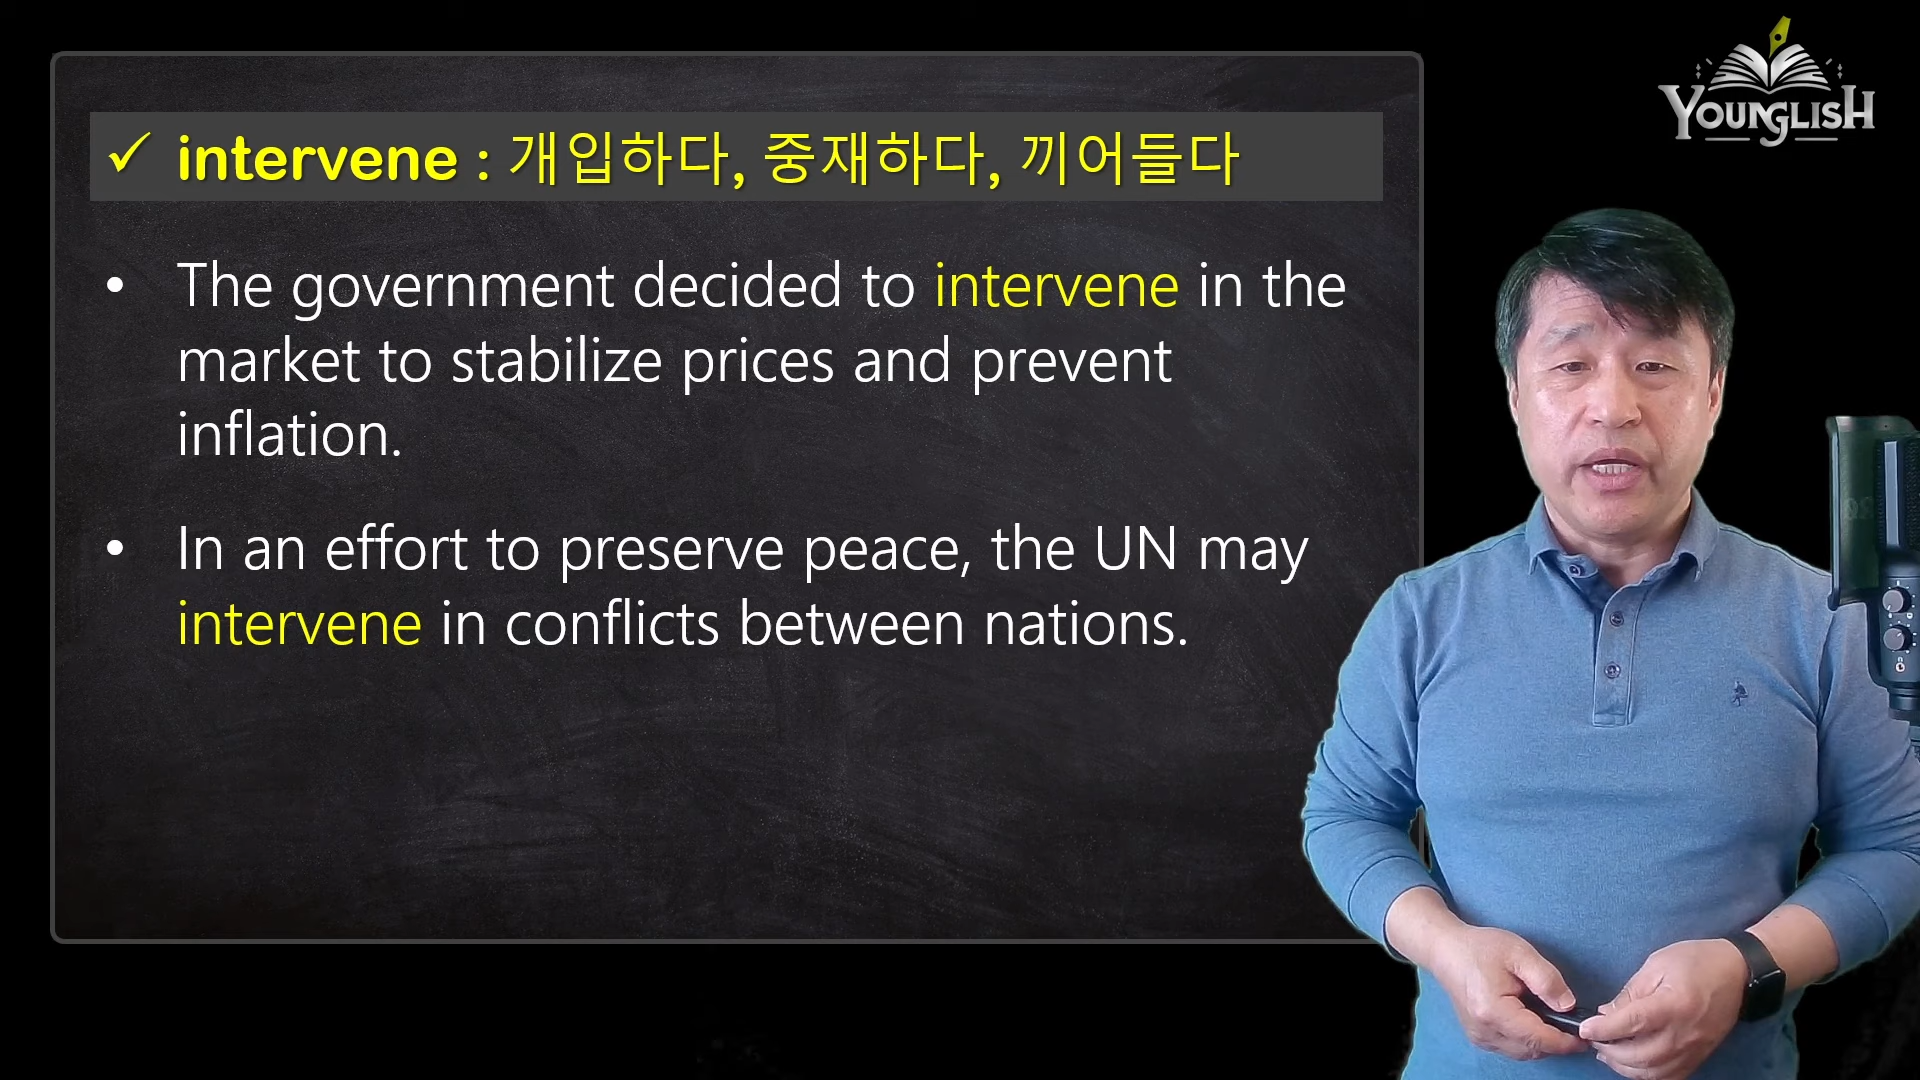 YOUNGLISH
✓ intervene : 개입하다, 중재하다, 끼어들다
• The government decided to intervene in the
market to stabilize prices and prevent
inflation.
• In an effort to preserve peace, the UN may
intervene in conflicts between nations.